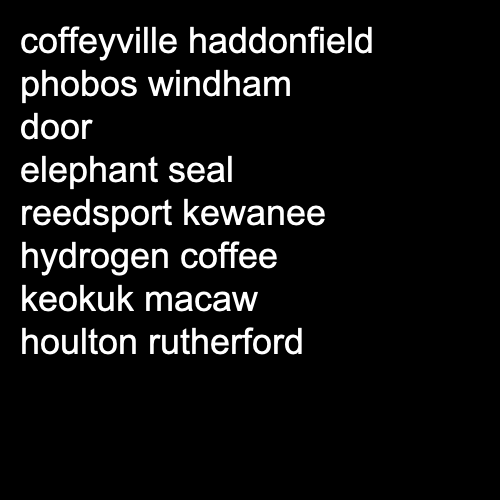 coffeyville haddonfield
phobos windham
door
elephant seal
reedsport kewanee
hydrogen coffee
keokuk macaw
houlton rutherford